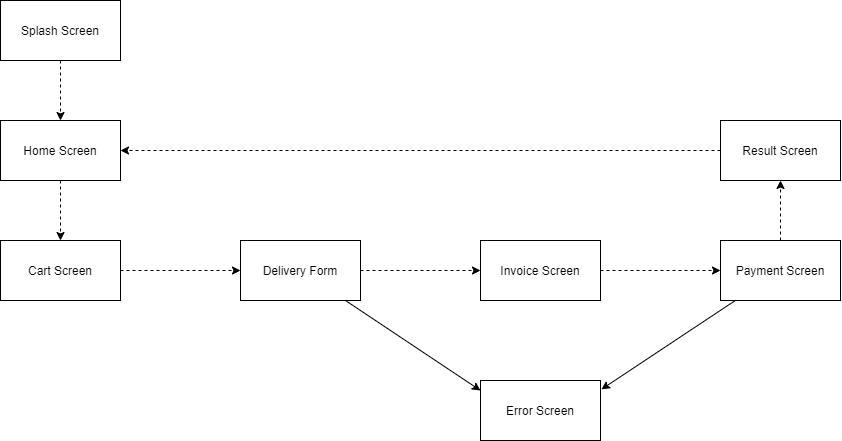 Splash Screen
Home Screen
Result Screen
Cart Screen
Delivery Form
Invoice Screen
Payment Screen
Error Screen